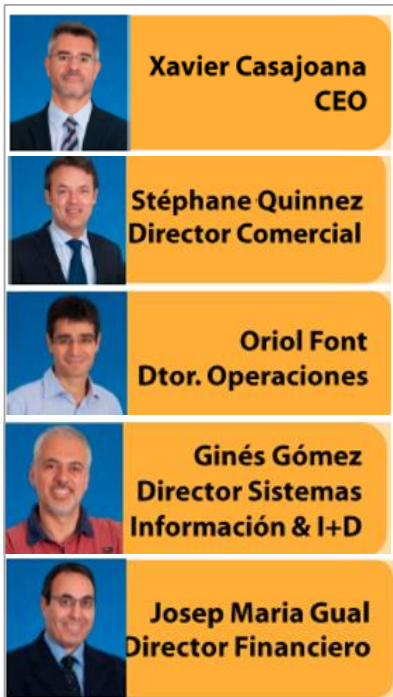 Xavier Casajoana
CEO
Stéphane Quinnez
Director Comercial
Oriol Font
Dtor. Operaciones
Ginés Gómez
Director Sistemas
Información & I+D
Josep Maria Gual
Director Financiero